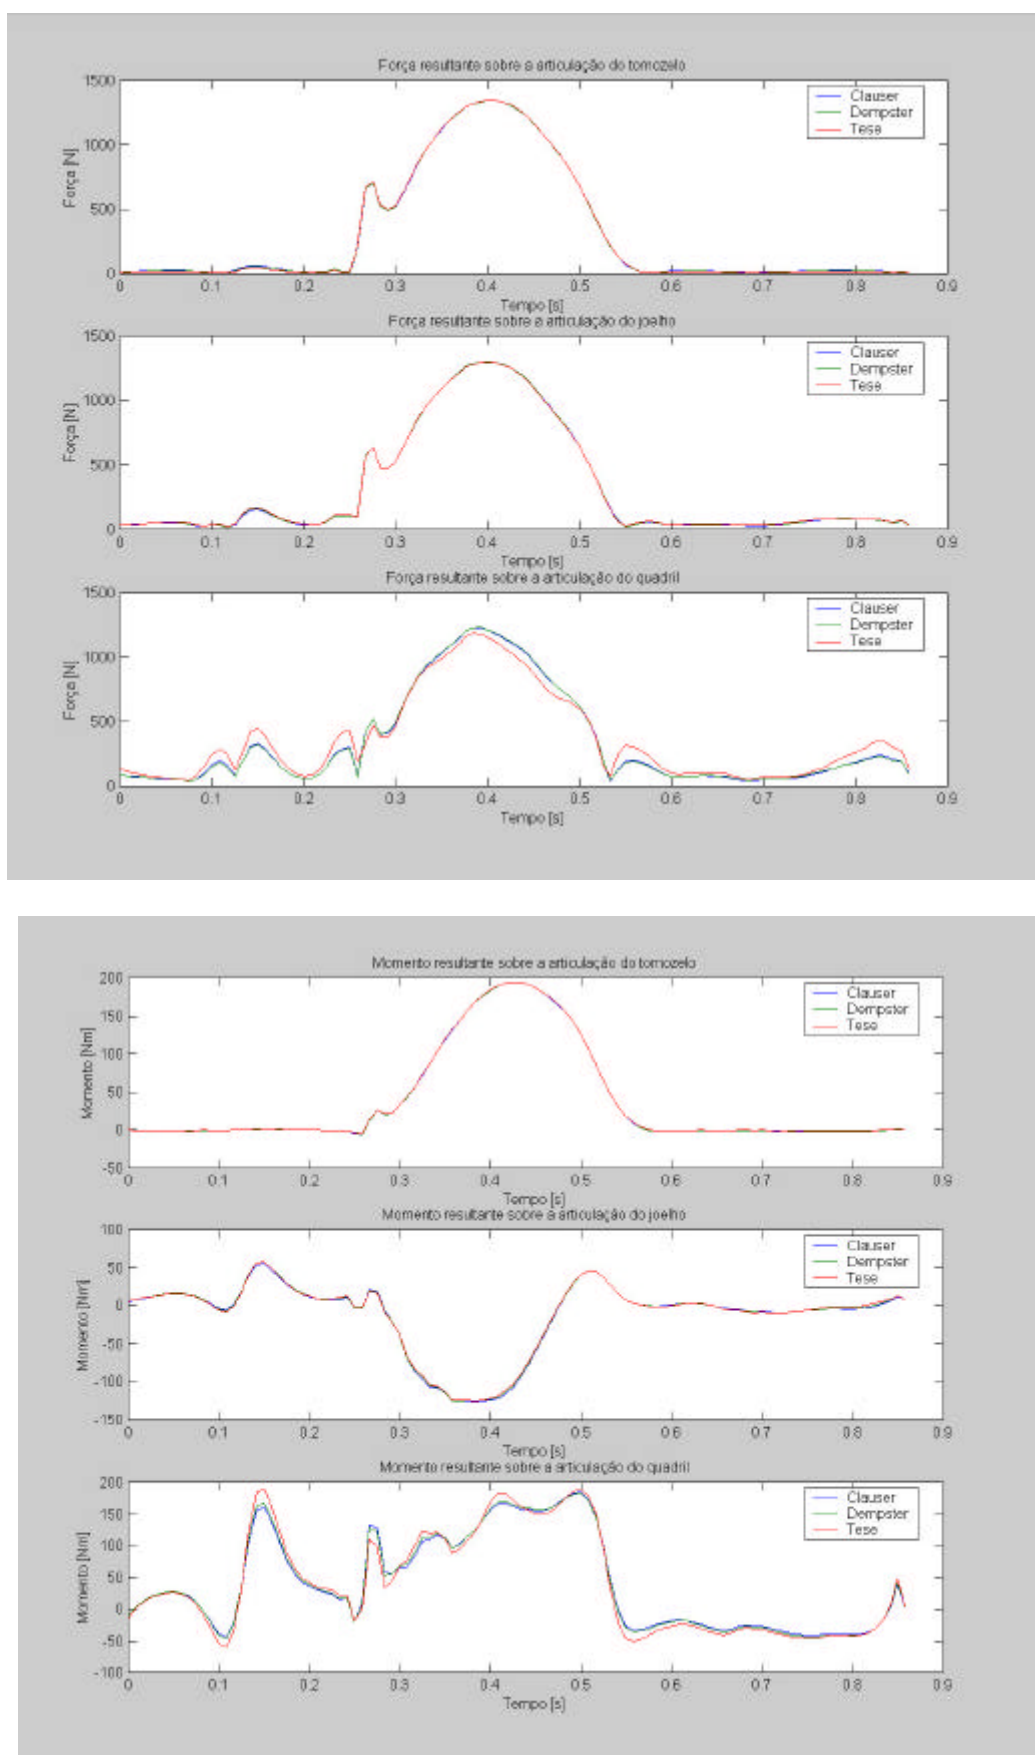 Força resultante sobre a articulação do tornozelo
1500
1000
500
0
Força [N]
Clauser
Dempster
Tese
0 0.1 0.2 0.3 0.4 0.5 0.6 0.7 0.8 0.9
Tempo [s]
Força resultante sobre a articulação do joelho
1500
1000
500
0
Força [N]
Clauser
Dempster
Tese
0 0.1 0.2 0.3 0.4 0.5 0.6 0.7 0.8 0.9
Tempo [s]
Força resultante sobre a articulação do quadril
1500
1000
500
0
Força [N]
Clauser
Dempster
Tese
0 0.1 0.2 0.3 0.4 0.5 0.6 0.7 0.8 0.9
Tempo [s]
Momento resultante sobre a articulação do tornozelo
200
150
100
50
0
-50
Momento [Nm]
Clauser
Dempster
Tese
0 0.1 0.2 0.3 0.4 0.5 0.6 0.7 0.8 0.9
Tempo [s]
Momento resultante sobre a articulação do joelho
100
50
0
-50
-100
-150
Momento [Nm]
Clauser
Dempster
Tese
0 0.1 0.2 0.3 0.4 0.5 0.6 0.7 0.8 0.9
Tempo [s]
Momento resultante sobre a articulação do quadril
200
150
100
50
0
-50
-100
Momento [Nm]
Clauser
Dempster
Tese
0 0.1 0.2 0.3 0.4 0.5 0.6 0.7 0.8 0.9
Tempo [s]